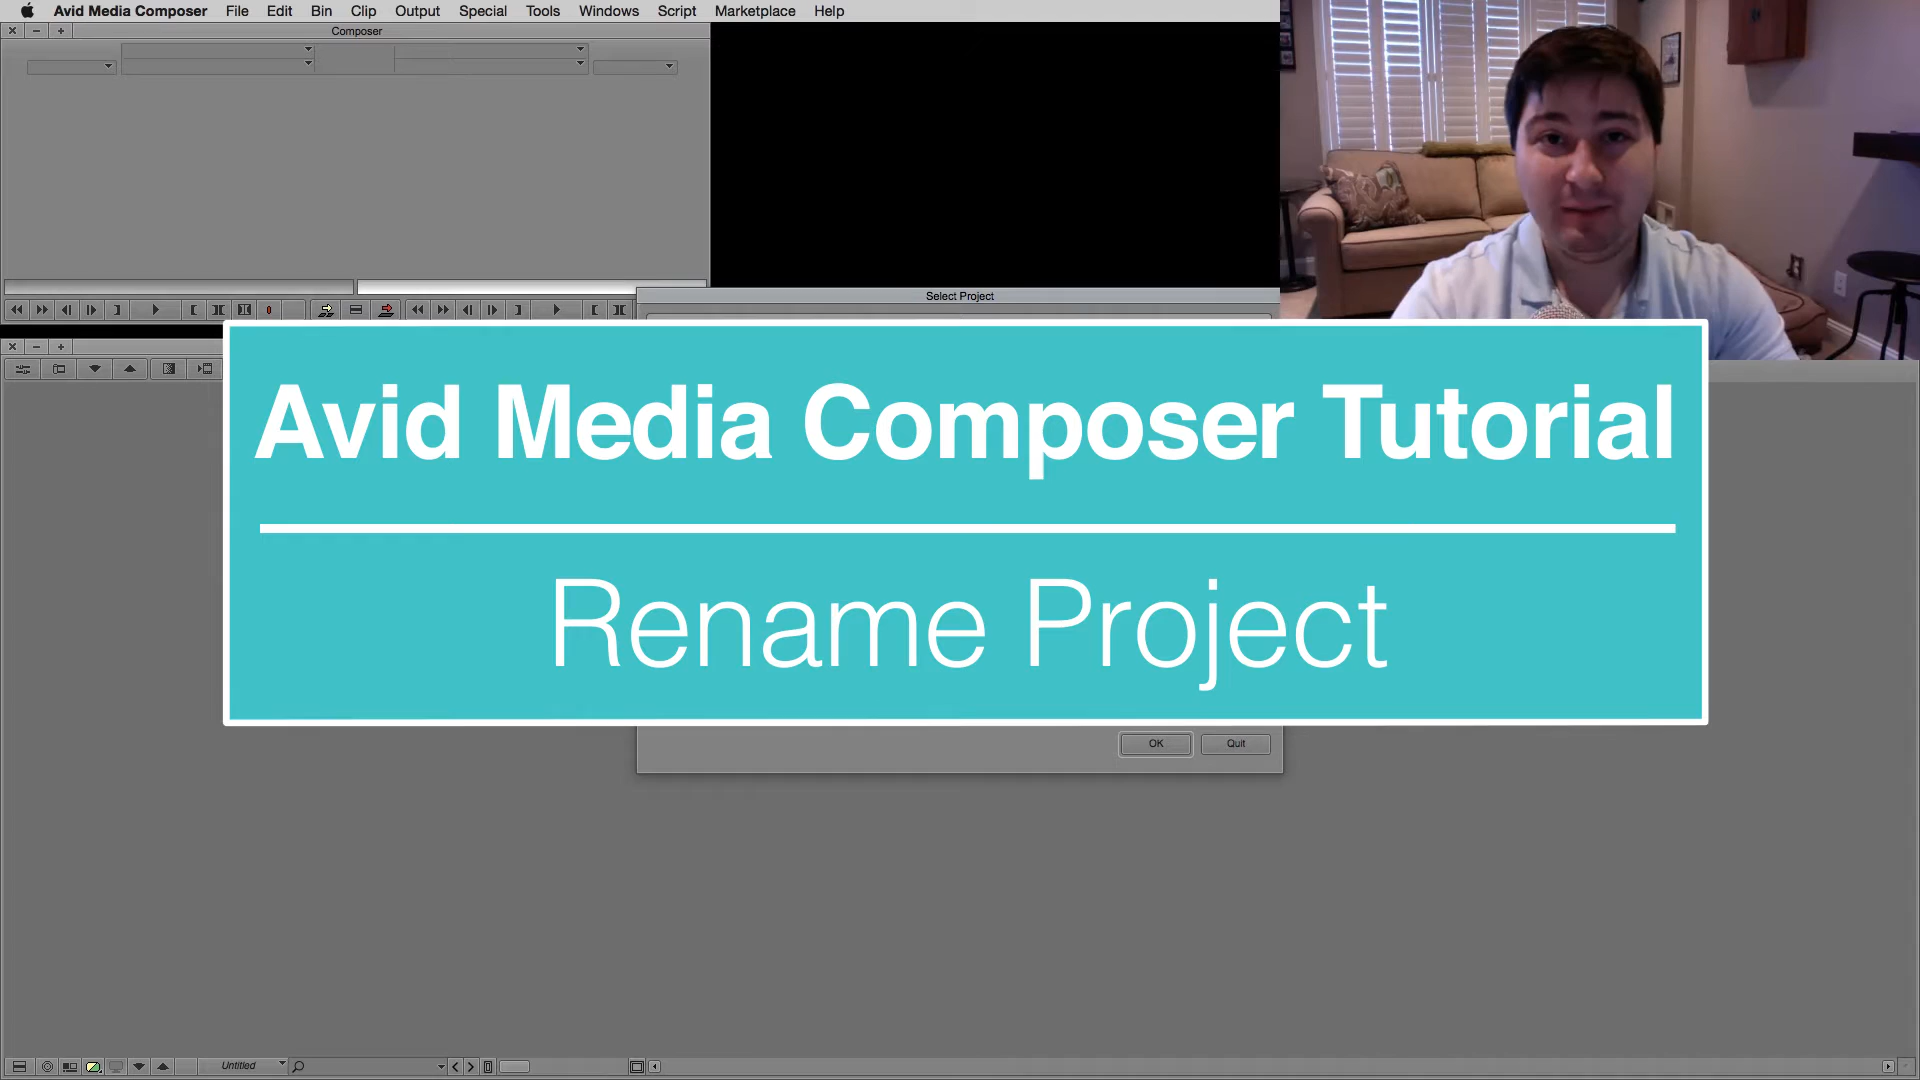 Avid Media Composer File Edit Bin Clip Output Special Tools Windows Script Marketplace Help
Composer
Select Project
Avid Media Composer Tutorial
Rename Project
OK Quit
Untitled